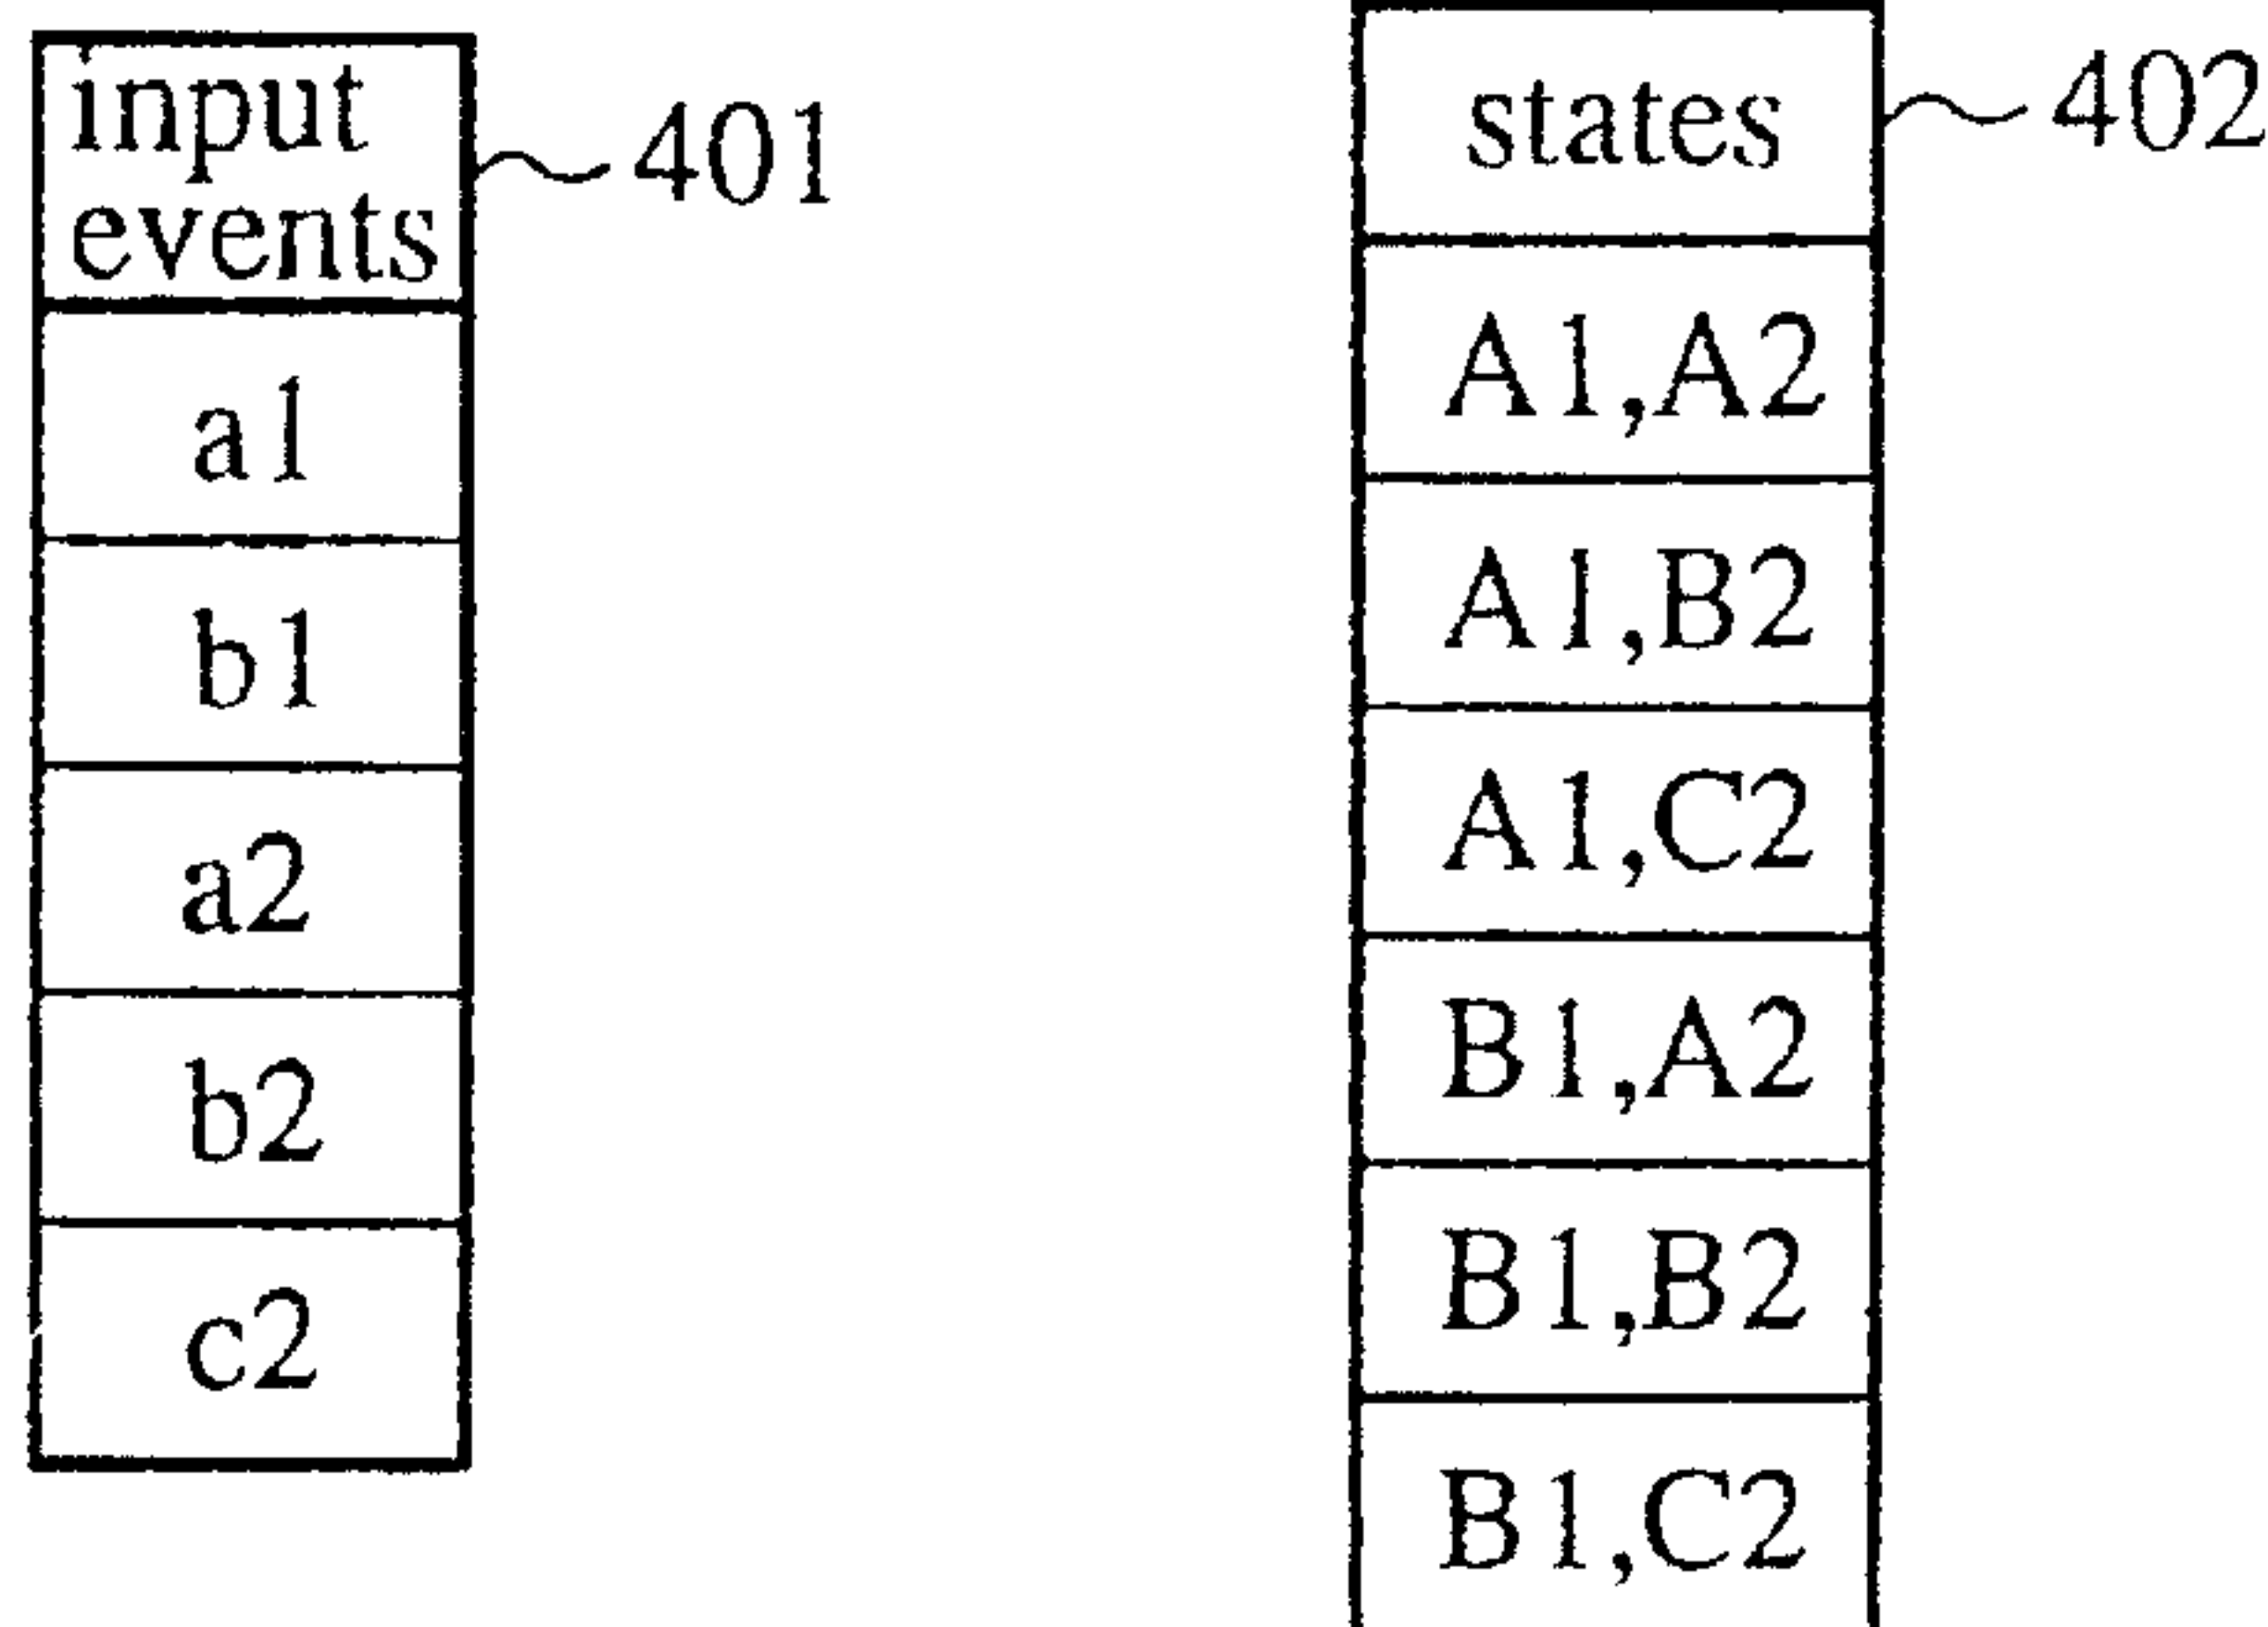 input
events
401
a1
b1
a2
b2
c2
states
402
A1,A2
A1,B2
A1,C2
B1,A2
B1,B2
B1,C2